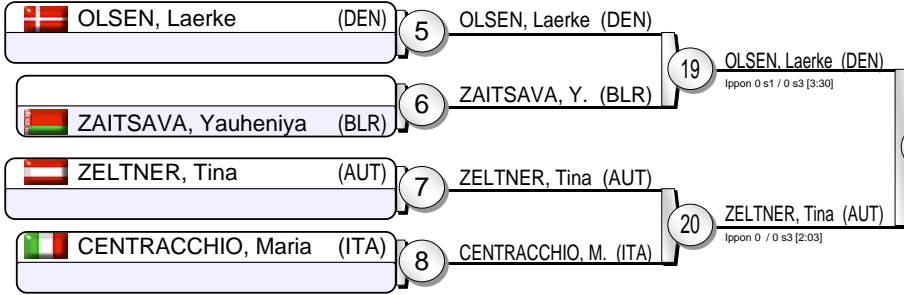 OLSEN, Laerke (DEN)
5
OLSEN, Laerke (DEN)
19
OLSEN, Laerke (DEN)
Ippon 0 s1 / 0 s3 [3:30]
6
ZAITSAVA, Y. (BLR)
ZAITSAVA, Yauheniya (BLR)
ZELTNER, Tina (AUT)
7
ZELTNER, Tina (AUT)
20
ZELTNER, Tina (AUT)
Ippon 0 / 0 s3 [2:03]
CENTRACCHIO, Maria (ITA)
8
CENTRACCHIO, M. (ITA)